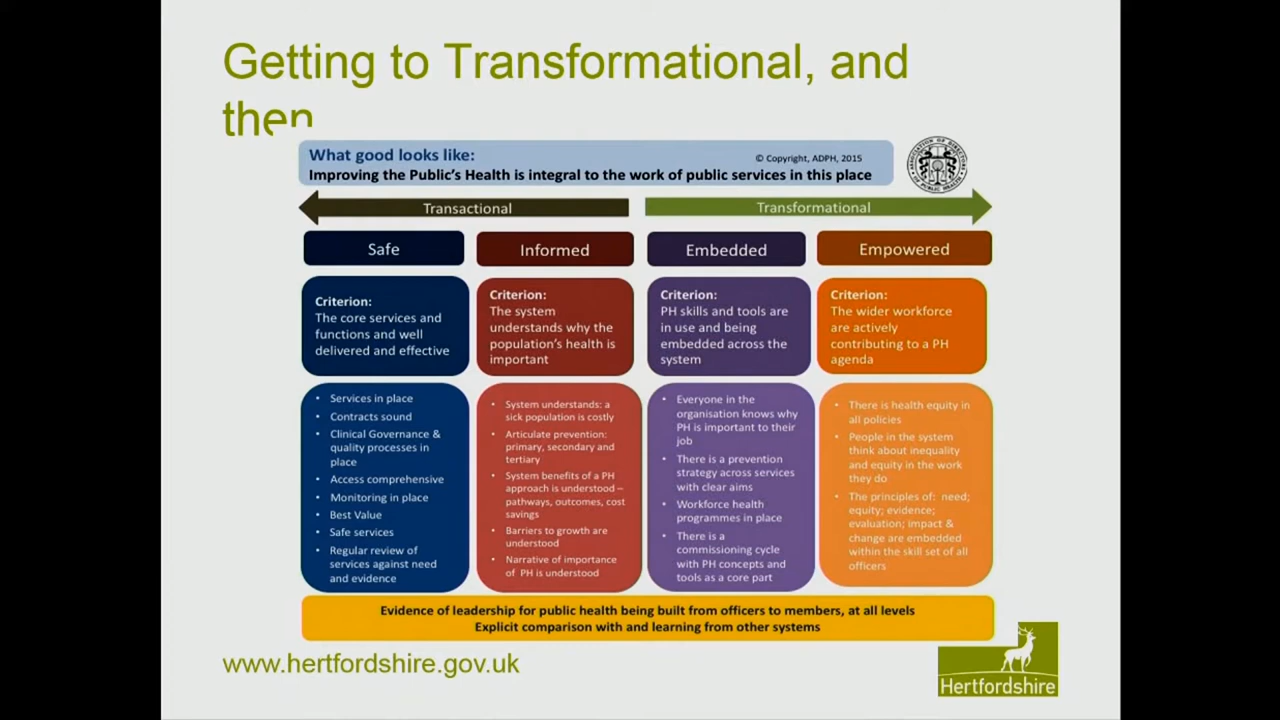 Getting to Transformational, and
then
What good looks like:
© Copyright, ADPH, 2015
Improving the Public's Health is integral to the work of public services in this place
Transactional
Transformational
Safe
Informed
Embedded
Empowered
Criterion:
The core services and
functions and well
delivered and effective
Criterion:
The system
understands why the
population's health is
important
Criterion:
PH skills and tools are
in use and being
embedded across the
system
Criterion:
The wider workforce
are actively
contributing to a PH
agenda
• Services in place
• Contracts sound
• Clinical Governance &
quality processes in
place
• Access comprehensive
• Monitoring in place
• Best Value
• Safe services
• Regular review of
services against need
and evidence
• System understands: a
sick population is costly
• Articulate prevention:
primary, secondary and
tertiary
• System benefits of a PH
approach is understood –
pathways, outcomes, cost
savings
• Barriers to growth are
understood
• Narrative of importance
of PH is understood
• Everyone in the
organisation knows why
PH is important to their
job
• There is a prevention
strategy across services
with clear aims
• Workforce health
programmes in place
• There is a
commissioning cycle
with PH concepts and
tools as a core part
• There is health equity in
all policies
• People in the system
think about inequality
and equity in the work
they do
• The principles of: need;
equity; evidence;
evaluation; impact &
change are embedded
within the skill set of all
officers
Evidence of leadership for public health being built from officers to members, at all levels
Explicit comparison with and learning from other systems
www.hertfordshire.gov.uk
Hertfordshire